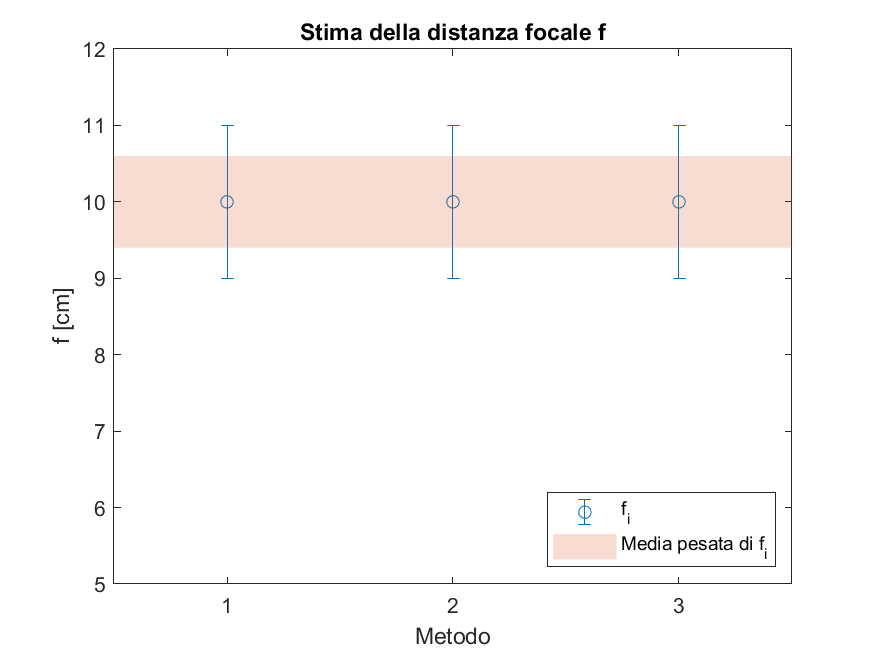 Stima della distanza focale f
12
11
10
9
8
7
6
5
f [cm]
1 2 3
Metodo
f_i
Media pesata di f_i